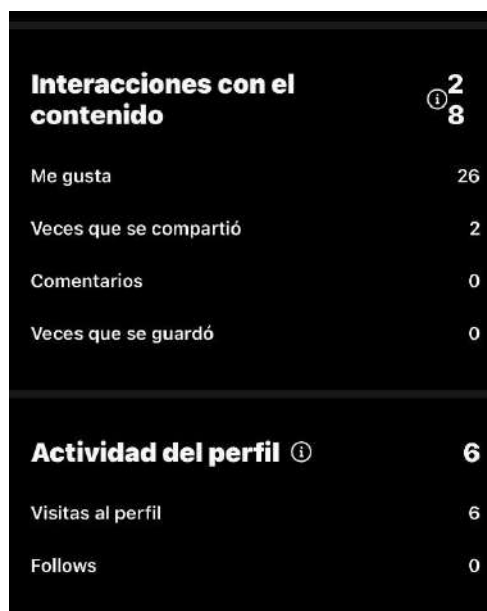 Interacciones con el
contenido
2
8
Me gusta 26
Veces que se compartió 2
Comentarios 0
Veces que se guardó 0
Actividad del perfil 6
Visitas al perfil 6
Follows 0